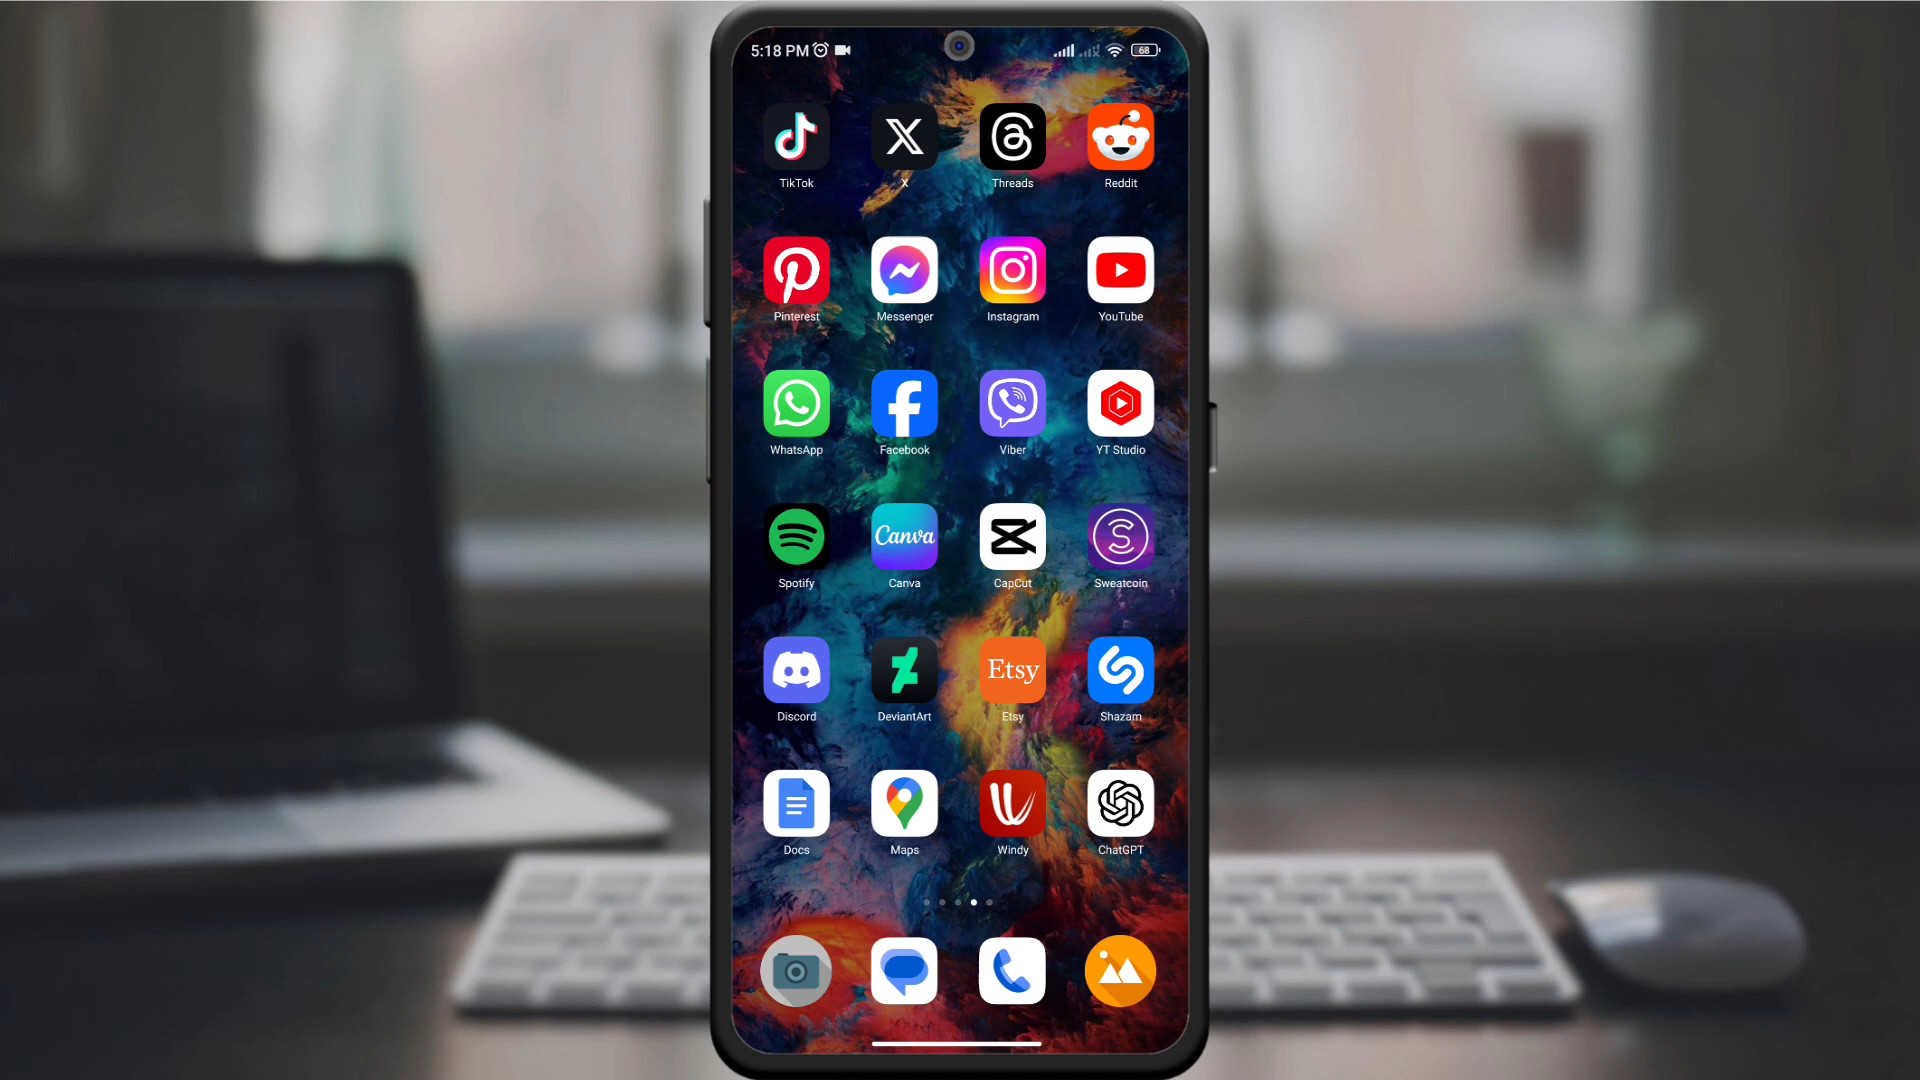 5:18 PM 68
TikTok X Threads Reddit
Pinterest Messenger Instagram YouTube
WhatsApp Facebook Viber YT Studio
Canva
Spotify Canva CapCut Sweatcoin
Etsy
Discord DeviantArt Etsy Shazam
Docs Maps Windy ChatGPT